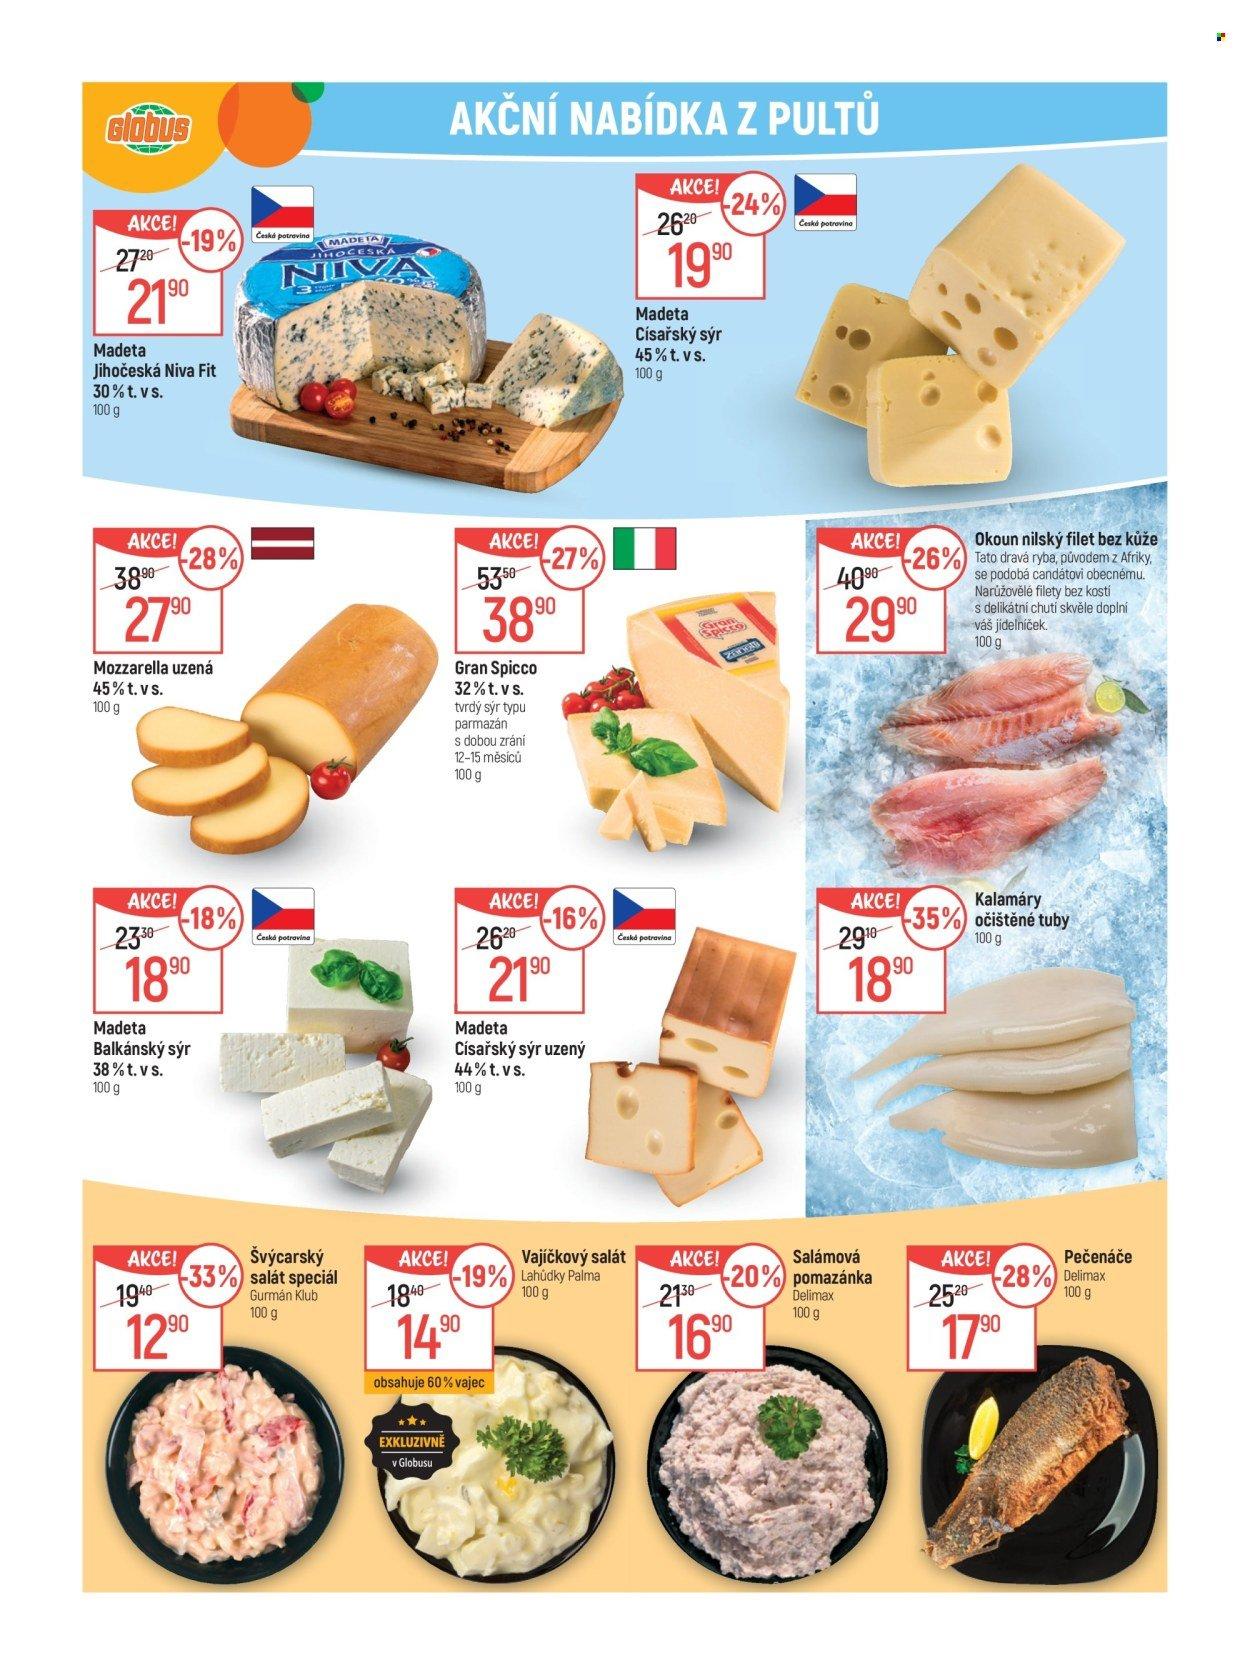 Globus
AKČNÍ NABÍDKA Z PULTŮ
AKCE!
-19%
2720
2190
Česká potravina
Madeta
Jihočeská Niva Fit
30 % t. v s.
100 g
MADETA
JIHOČESKÁ
NIVA
AKCE!
-24%
2620
19 90
Česká potravina
Madeta
Císařský sýr
45 % t. v s.
100 g
AKCE!
-28%
38 90
27 90
Mozzarella uzená
45 % t. v s.
100 g
AKCE!
-27%
53 50
38 90
Gran Spicco
32 % t. v s.
tvrdý sýr typu
parmazán
s dobou zrání
12–15 měsíců
100 g
Gran
Spicco
Zanetti
AKCE!
-26%
40 90
29 90
Okoun nilský filet bez kůže
Tato dravá ryba, původem z Afriky,
se podobá candátovi obecnému.
Narůžovělé filety bez kostí
s delikátní chutí skvěle doplní
váš jídelníček.
100 g
AKCE!
-18%
23 30
18 90
Česká potravina
Madeta
Balkánský sýr
38 % t. v s.
100 g
AKCE!
-16%
26 20
21 90
Česká potravina
Madeta
Císařský sýr uzený
44 % t. v s.
100 g
AKCE!
-35%
29 10
18 90
Kalamáry
očištěné tuby
100 g
AKCE!
-33%
19 40
12 90
Švýcarský
salát speciál
Gurmán Klub
100 g
AKCE!
-19%
18 40
14 90
obsahuje 60 % vajec
EXKLUZIVNĚ
v Globusu
Vajíčkový salát
Lahůdky Palma
100 g
AKCE!
-20%
21 30
16 90
Salámová
pomazánka
Delimax
100 g
AKCE!
-28%
25 20
17 90
Pečenáče
Delimax
100 g